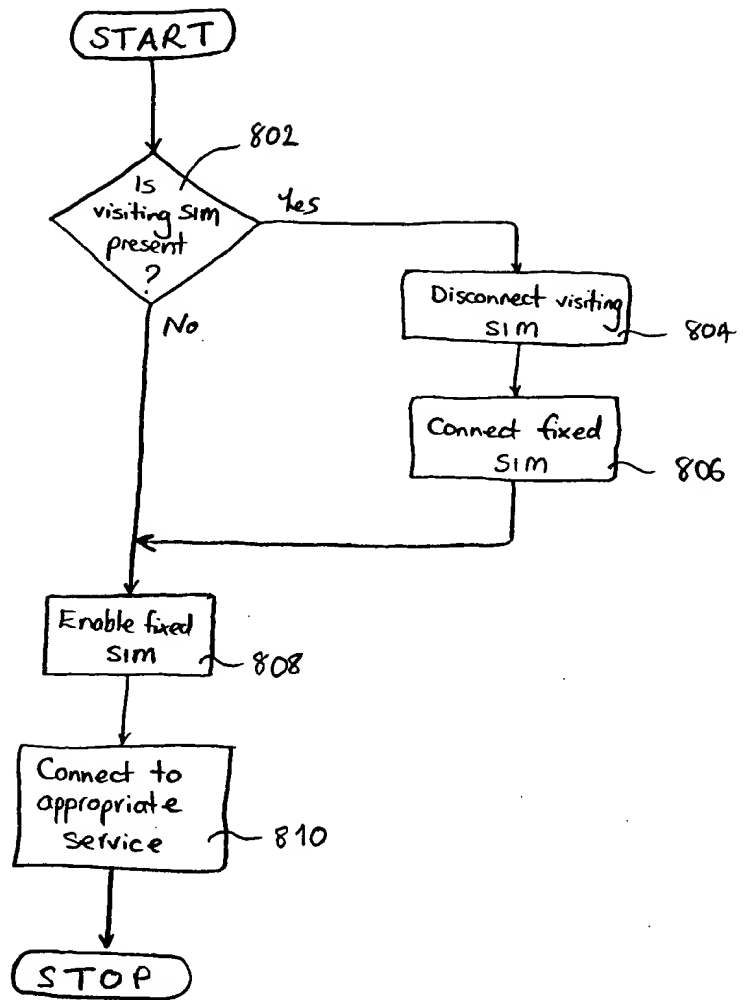 START
802
Is
visiting SIM
present
?
Yes
No
Disconnect visiting
SIM
804
Connect fixed
SIM
806
Enable fixed
SIM
808
Connect to
appropriate
service
810
STOP